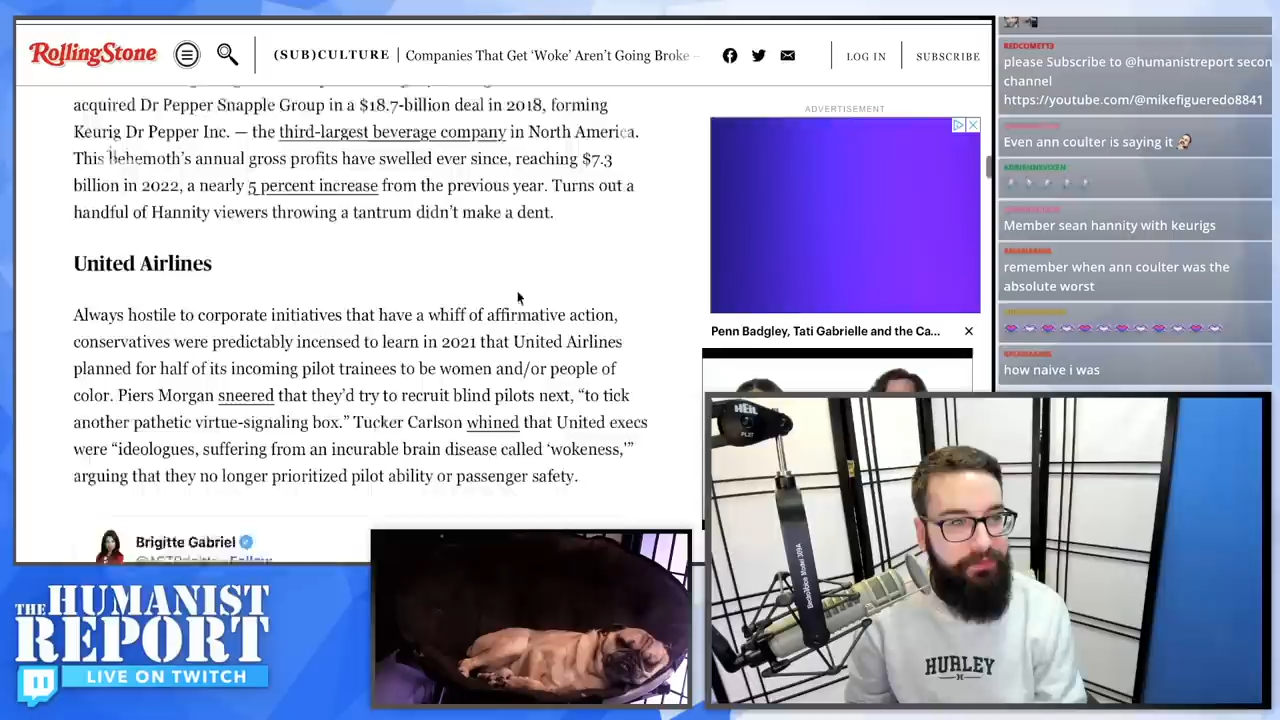 RollingStone
(SUB)CULTURE | Companies That Get ‘Woke’ Aren’t Going Broke –
LOG IN
SUBSCRIBE
acquired Dr Pepper Snapple Group in a $18.7-billion deal in 2018, forming
Keurig Dr Pepper Inc. — the third-largest beverage company in North America.
This behemoth’s annual gross profits have swelled ever since, reaching $7.3
billion in 2022, a nearly 5 percent increase from the previous year. Turns out a
handful of Hannity viewers throwing a tantrum didn’t make a dent.
United Airlines
Always hostile to corporate initiatives that have a whiff of affirmative action,
conservatives were predictably incensed to learn in 2021 that United Airlines
planned for half of its incoming pilot trainees to be women and/or people of
color. Piers Morgan sneered that they’d try to recruit blind pilots next, “to tick
another pathetic virtue-signaling box.” Tucker Carlson whined that United execs
were “ideologues, suffering from an incurable brain disease called ‘wokeness,’”
arguing that they no longer prioritized pilot ability or passenger safety.
Brigitte Gabriel
ADVERTISEMENT
Penn Badgley, Tati Gabrielle and the Ca...
REDCOMET13
please Subscribe to @humanistreport secon
channel
https://youtube.com/@mikefigueredo8841
Even ann coulter is saying it
Member sean hannity with keurigs
remember when ann coulter was the
absolute worst
how naive i was
THE
HUMANIST
REPORT
LIVE ON TWITCH
HEIL
HURLEY